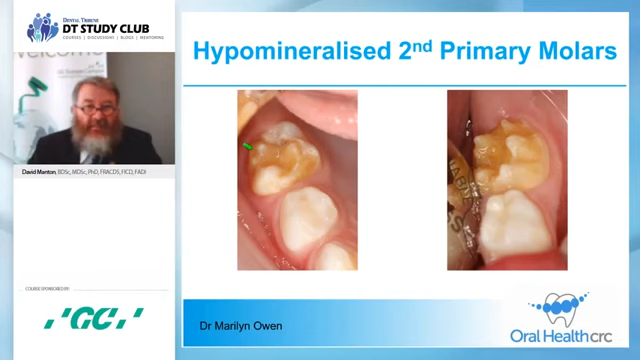 DENTAL TRIBUNE
DT STUDY CLUB
COURSES | DISCUSSIONS | BLOGS | MENTORING
Hypomineralised 2nd Primary Molars
David Manton, BDSc, MDSc, PhD, FRACDS, FICD, FADI
COURSE SPONSORED BY:
GC
Dr Marilyn Owen
Oral Health crc